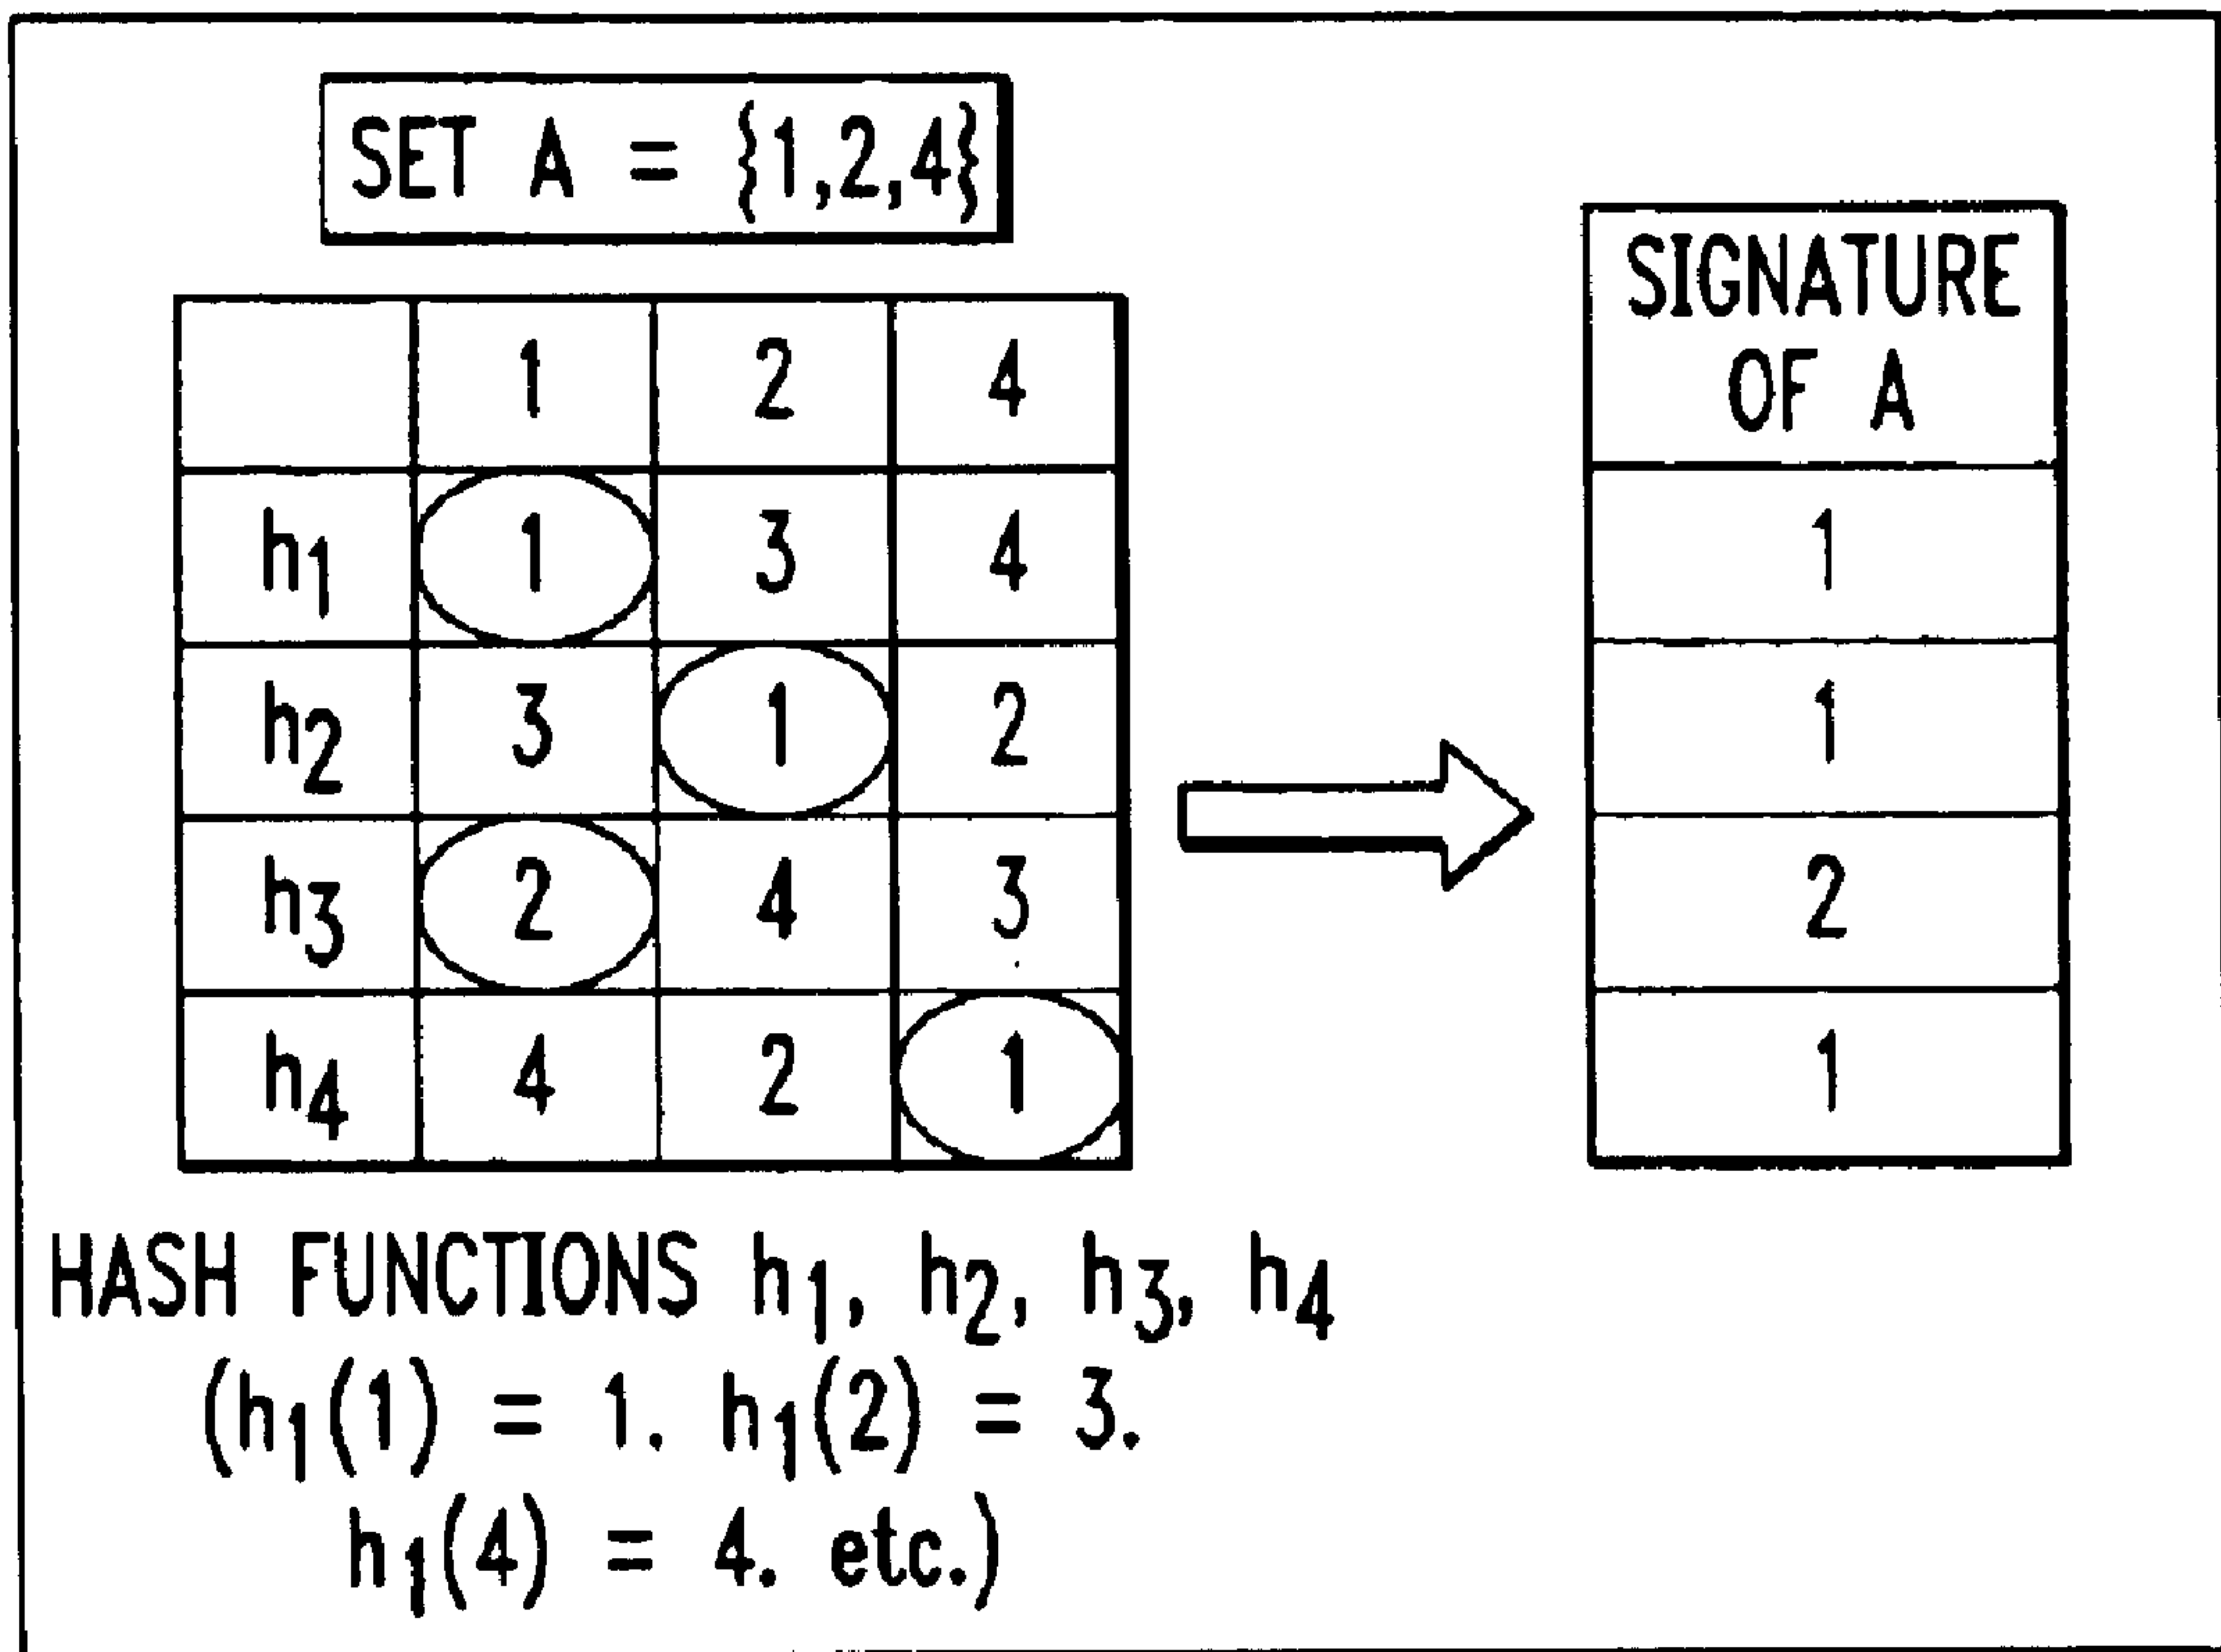 SET A = {1,2,4}
1 2 4
h1 1 3 4
h2 3 1 2
h3 2 4 3
h4 4 2 1
SIGNATURE
OF A
1
1
2
1
HASH FUNCTIONS h1, h2, h3, h4
(h1(1) = 1. h1(2) = 3.
h1(4) = 4. etc.)